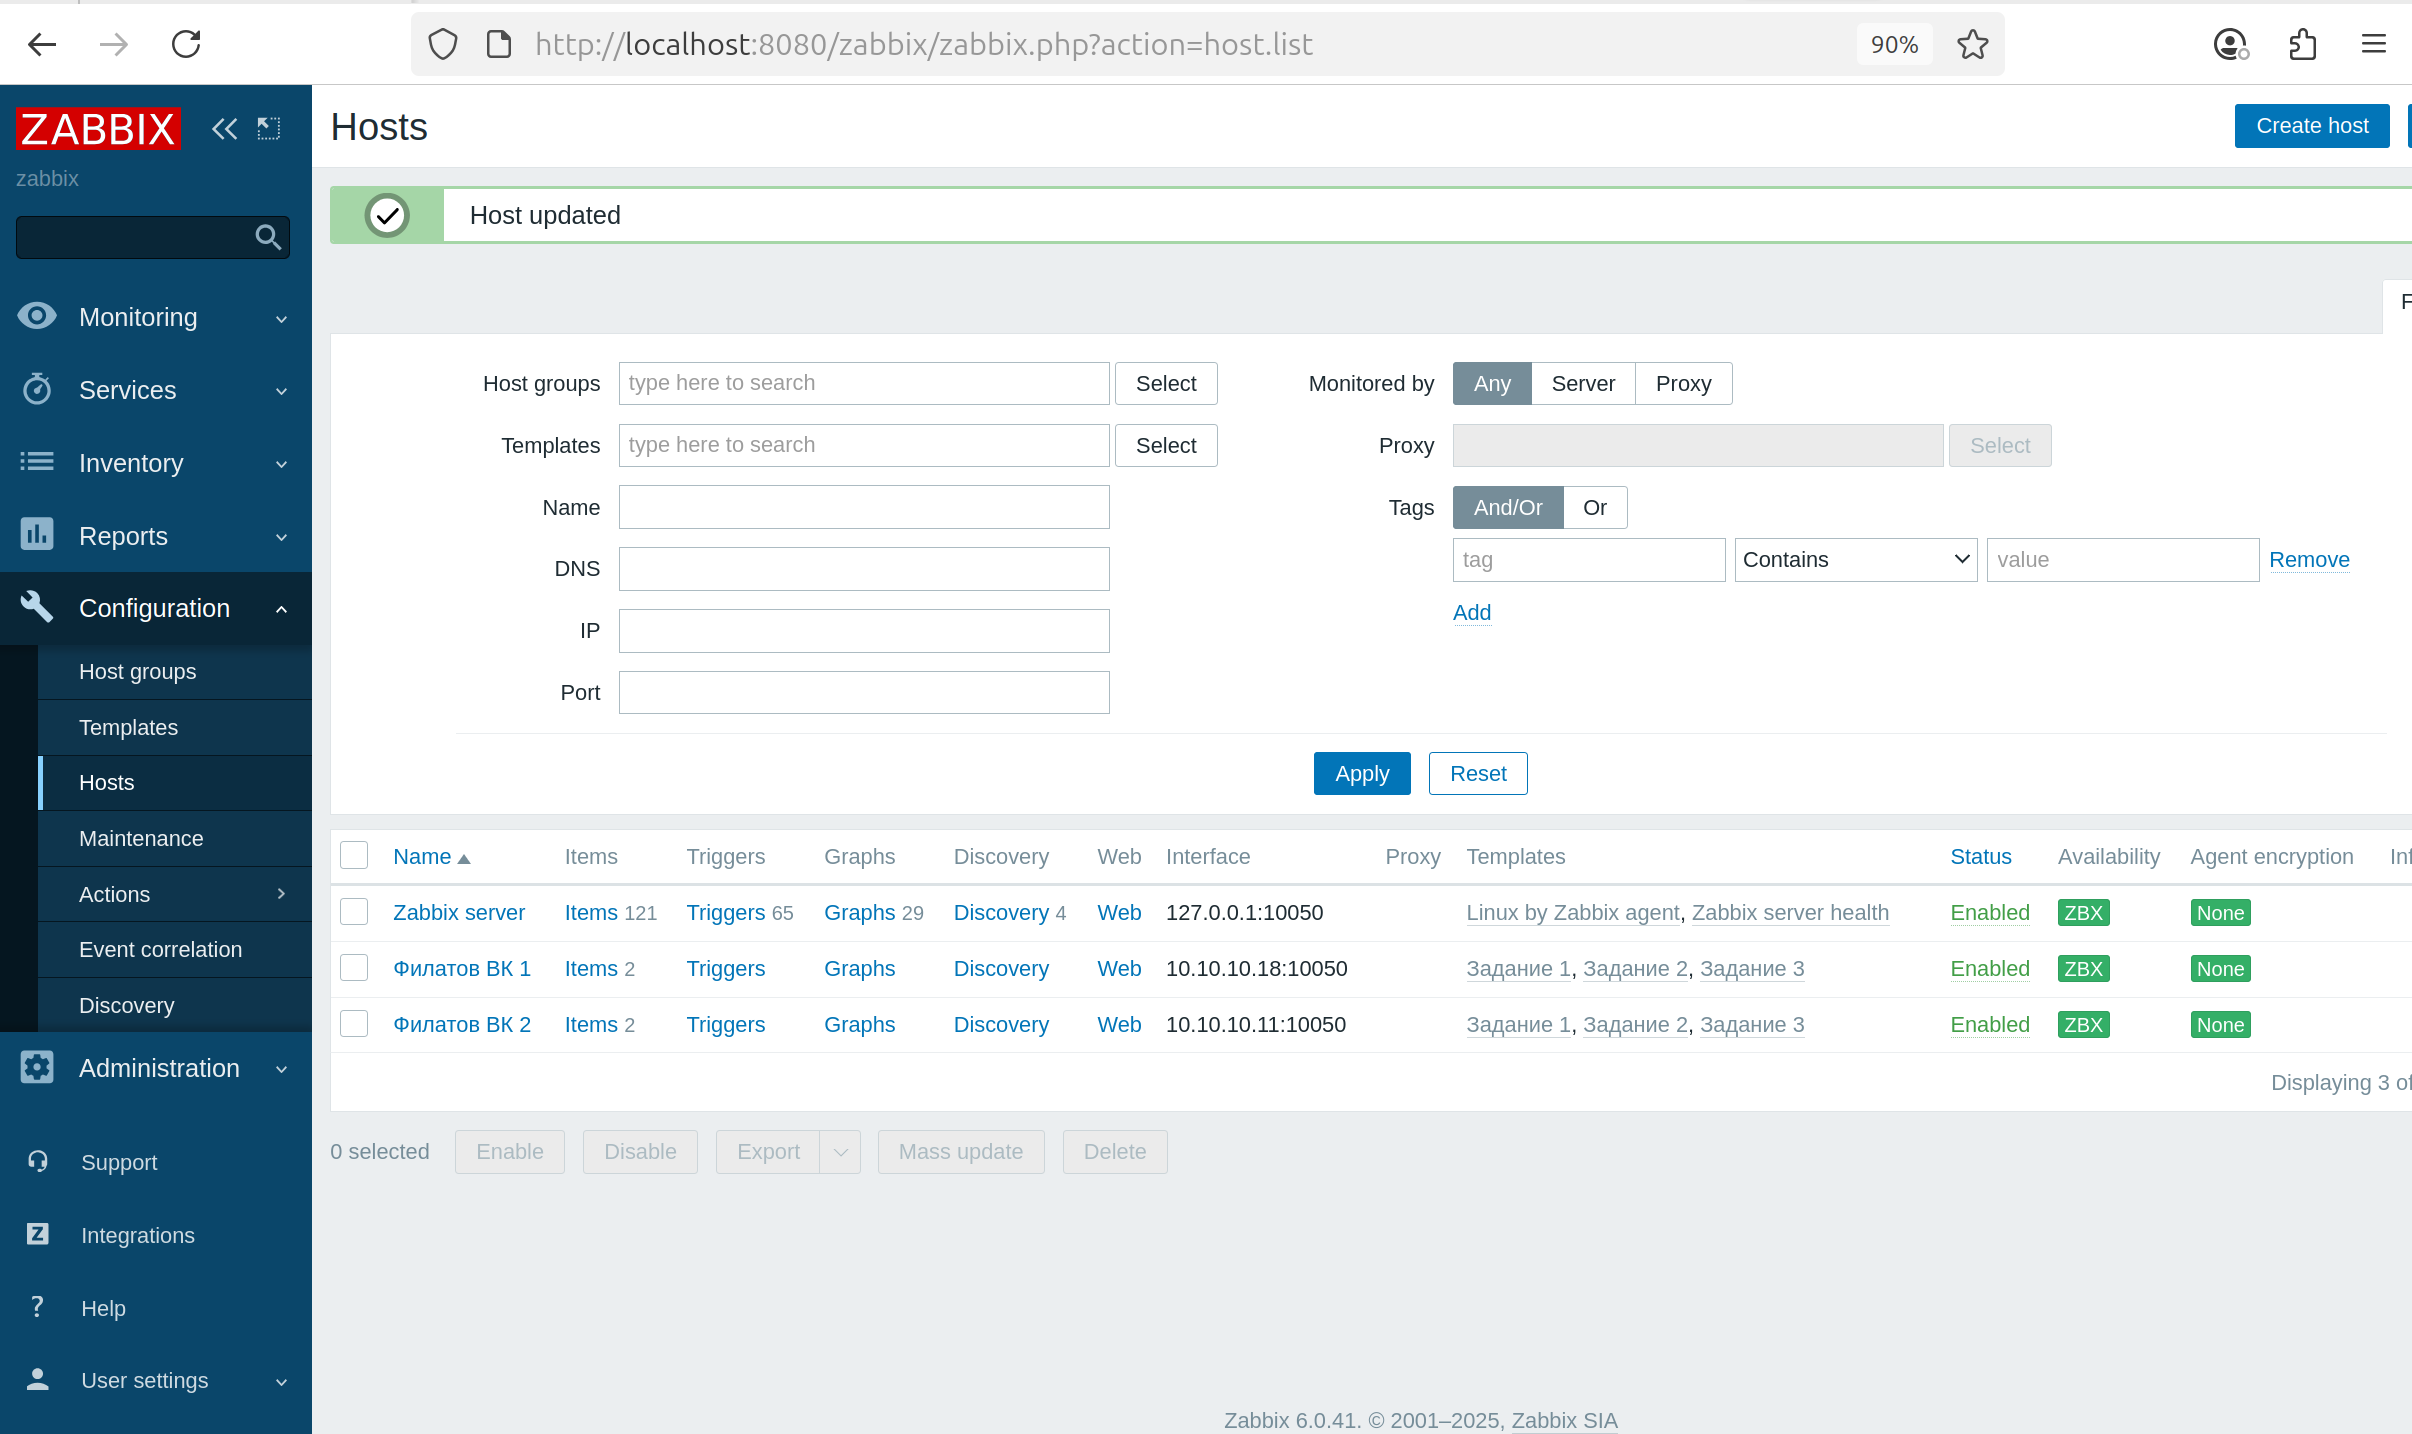 http://localhost:8080/zabbix/zabbix.php?action=host.list 90%
ZABBIX
zabbix
Monitoring
Services
Inventory
Reports
Configuration
Host groups
Templates
Hosts
Maintenance
Actions
Event correlation
Discovery
Administration
Support
Integrations
Help
User settings
Hosts Create host
Host updated
Host groups type here to search Select Monitored by Any Server Proxy
Templates type here to search Select Proxy Select
Name Tags And/Or Or
tag Contains value Remove
DNS
Add
IP
Port
Apply Reset
Name Items Triggers Graphs Discovery Web Interface Proxy Templates Status Availability Agent encryption
Zabbix server Items 121 Triggers 65 Graphs 29 Discovery 4 Web 127.0.0.1:10050 Linux by Zabbix agent, Zabbix server health Enabled ZBX None
Филатов ВК 1 Items 2 Triggers Graphs Discovery Web 10.10.10.18:10050 Задание 1, Задание 2, Задание 3 Enabled ZBX None
Филатов ВК 2 Items 2 Triggers Graphs Discovery Web 10.10.10.11:10050 Задание 1, Задание 2, Задание 3 Enabled ZBX None
Displaying 3 of
0 selected Enable Disable Export Mass update Delete
Zabbix 6.0.41. © 2001–2025, Zabbix SIA